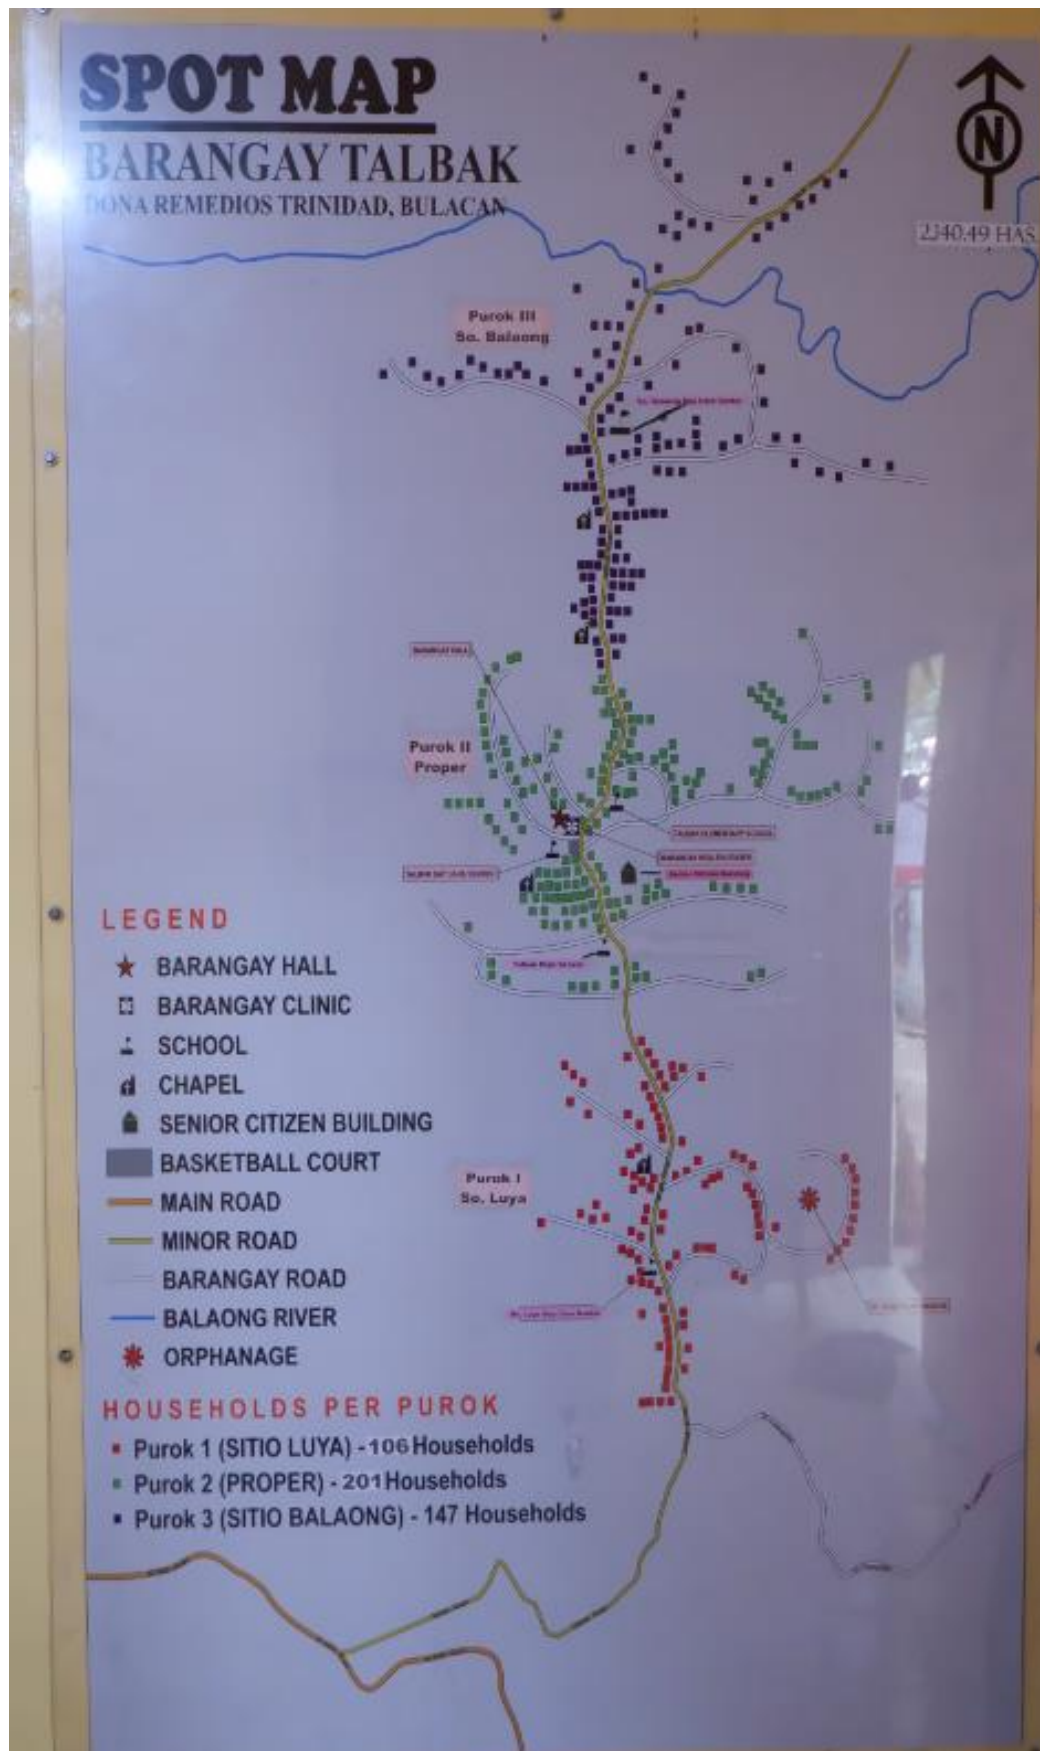 SPOT MAP
BARANGAY TALBAK
DONA REMEDIOS TRINIDAD, BULACAN
N
2340.49 HAS
Purok III
So. Balaong
BARANGAY HALL
Purok II
Proper
LEGEND
BARANGAY HALL
BARANGAY CLINIC
SCHOOL
CHAPEL
SENIOR CITIZEN BUILDING
BASKETBALL COURT
MAIN ROAD
MINOR ROAD
BARANGAY ROAD
BALAONG RIVER
ORPHANAGE
Purok I
So. Luya
HOUSEHOLDS PER PUROK
Purok 1 (SITIO LUYA) - 106 Households
Purok 2 (PROPER) - 201 Households
Purok 3 (SITIO BALAONG) - 147 Households